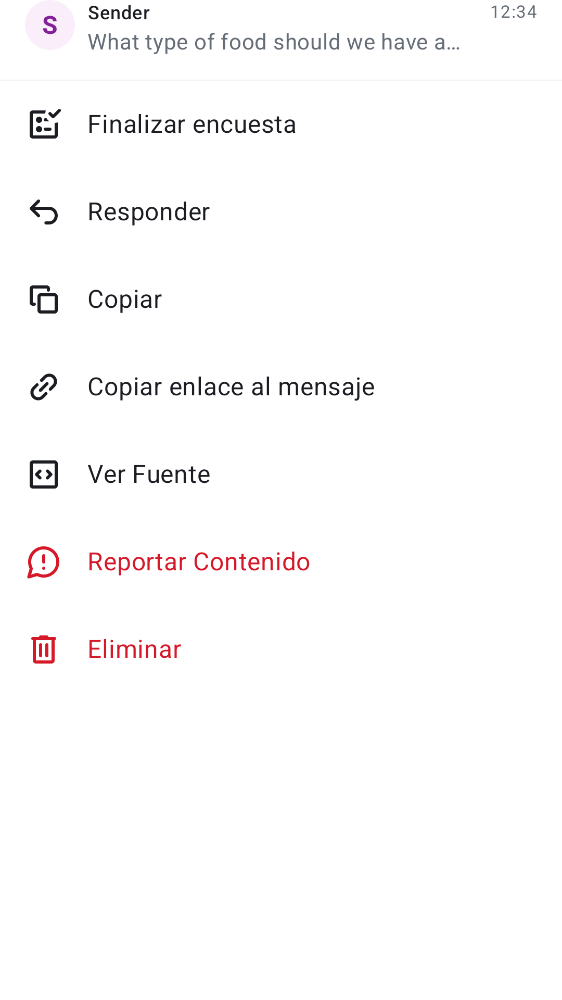 S
Sender
12:34
What type of food should we have a…
Finalizar encuesta
Responder
Copiar
Copiar enlace al mensaje
Ver Fuente
Reportar Contenido
Eliminar